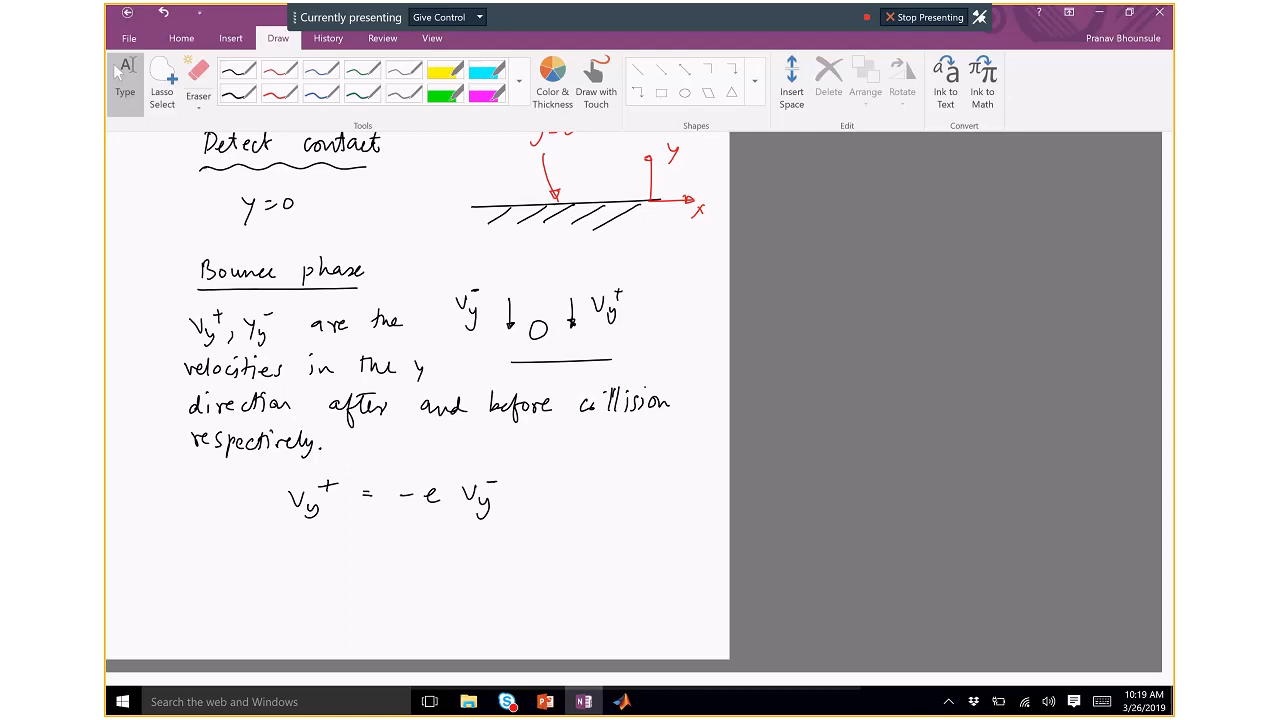 Currently presenting
Give Control
Stop Presenting
?
File
Home
Insert
Draw
History
Review
View
Pranav Bhounsule
Type
Lasso Select
Eraser
Color & Thickness
Draw with Touch
Insert Space
Delete
Arrange
Rotate
Ink to Text
Ink to Math
Tools
Shapes
Edit
Convert
Detect contact
y
y = 0
x
Bounce phase
Vy⁻ Vy⁺
Vy⁺, Yy⁻ are the
velocities in the y
direction after and before collision
respectively.
Vy⁺ = -e Vy⁻
Search the web and Windows
10:19 AM
3/26/2019